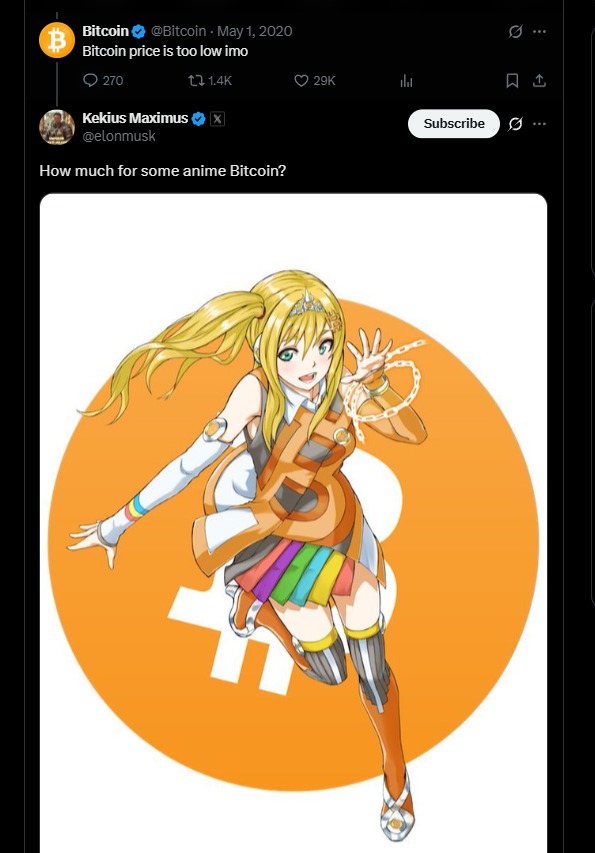 Bitcoin @Bitcoin · May 1, 2020
Bitcoin price is too low imo
270 1.4K 29K
Kekius Maximus X
Subscribe
@elonmusk
How much for some anime Bitcoin?